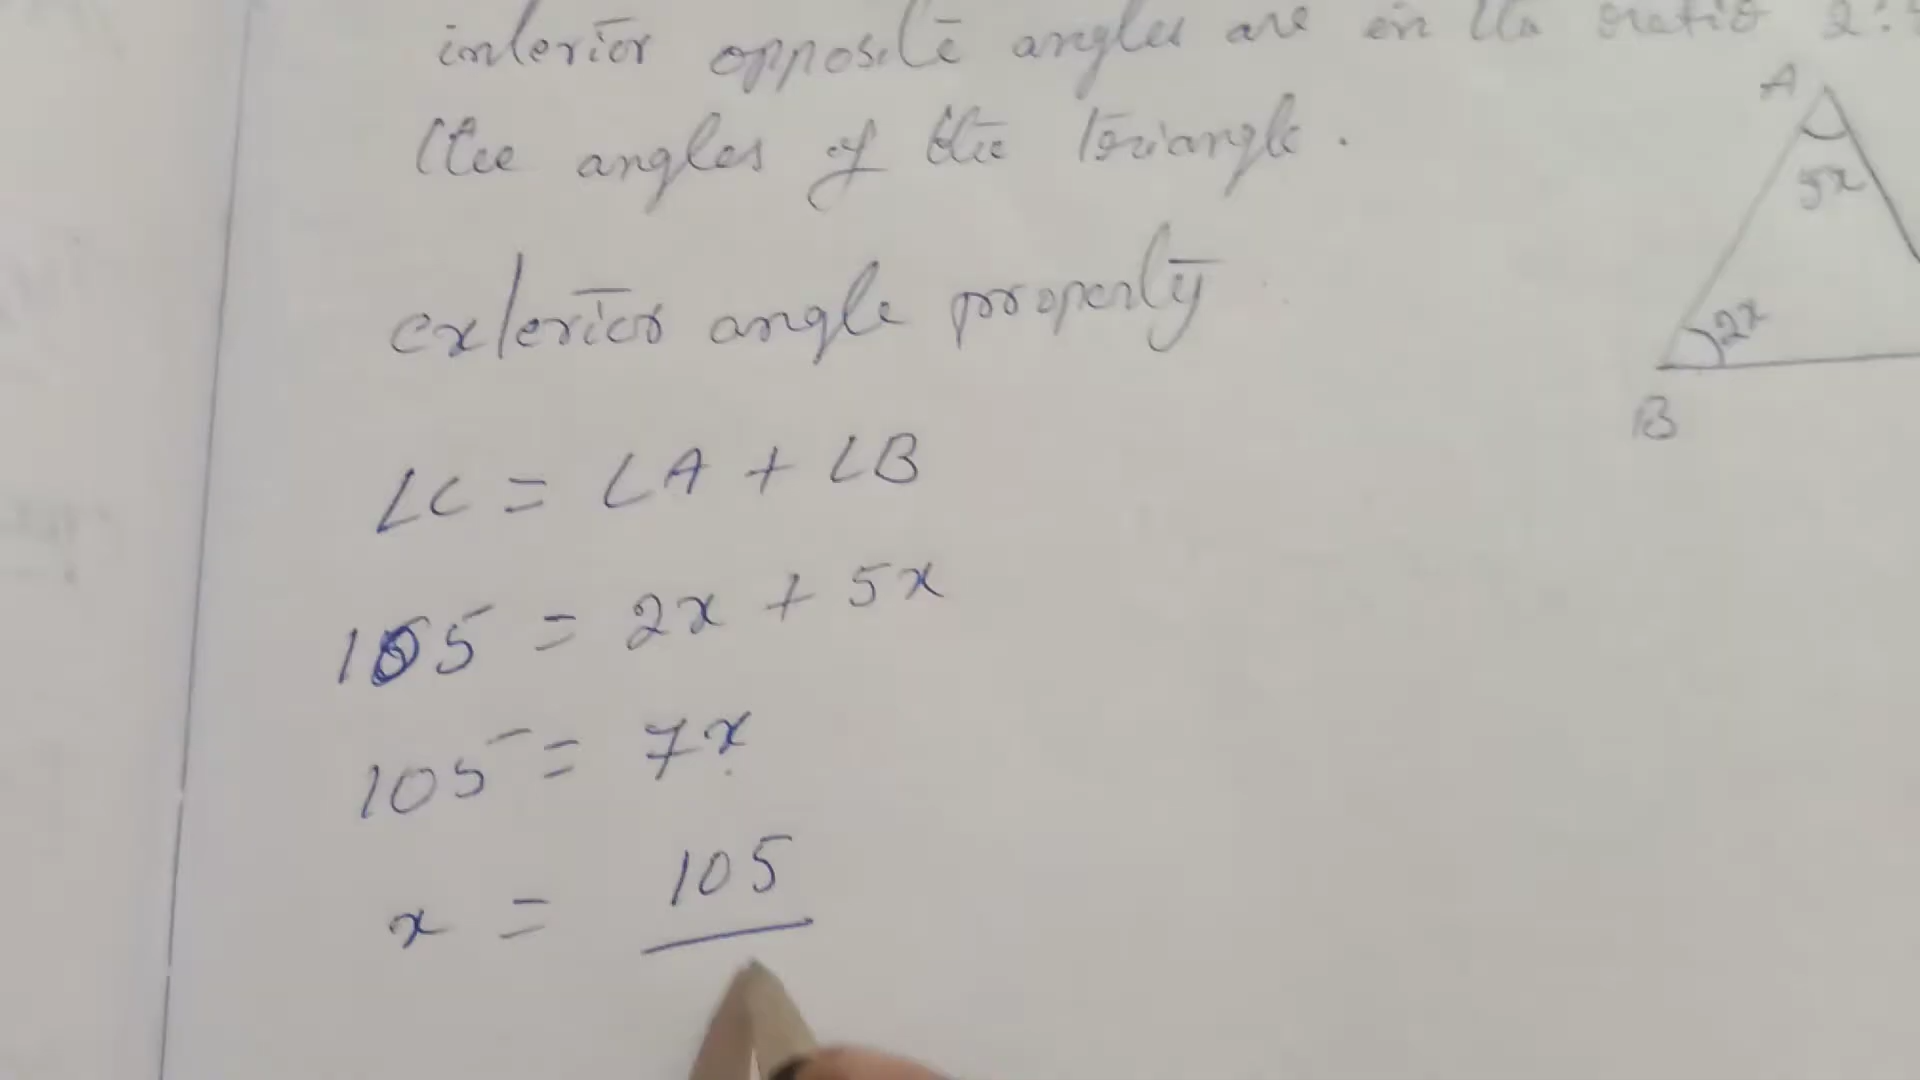 interior opposite angles are in the ratio 2:
the angles of the triangle.
A
5x
2x
B
exterior angle property
∠C = ∠A + ∠B
105 = 2x + 5x
105 = 7x
x = 105